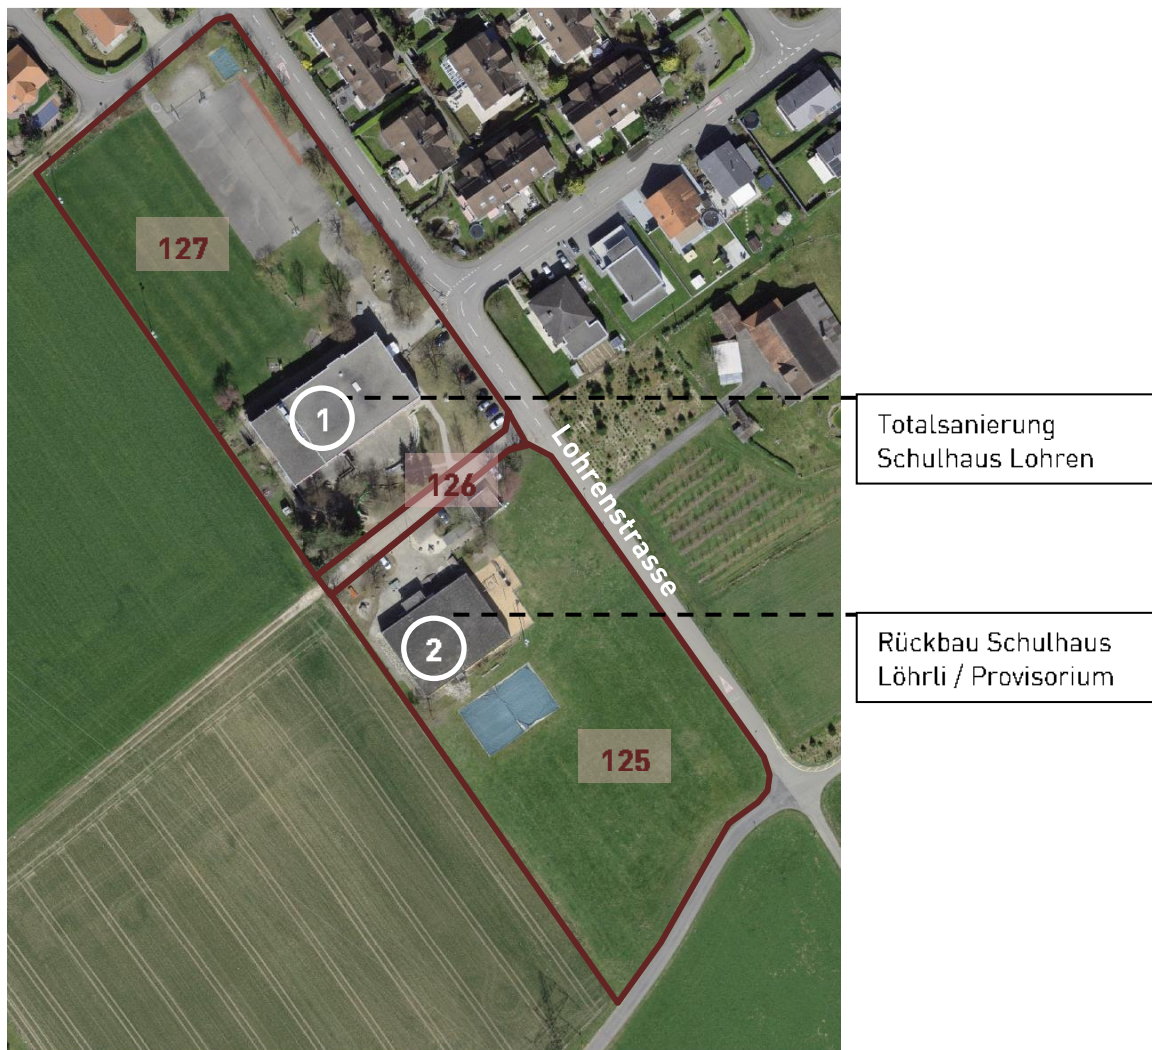 127
1
Totalsanierung
Schulhaus Lohren
126
Lohrenstrasse
2
Rückbau Schulhaus
Löhrli / Provisorium
125